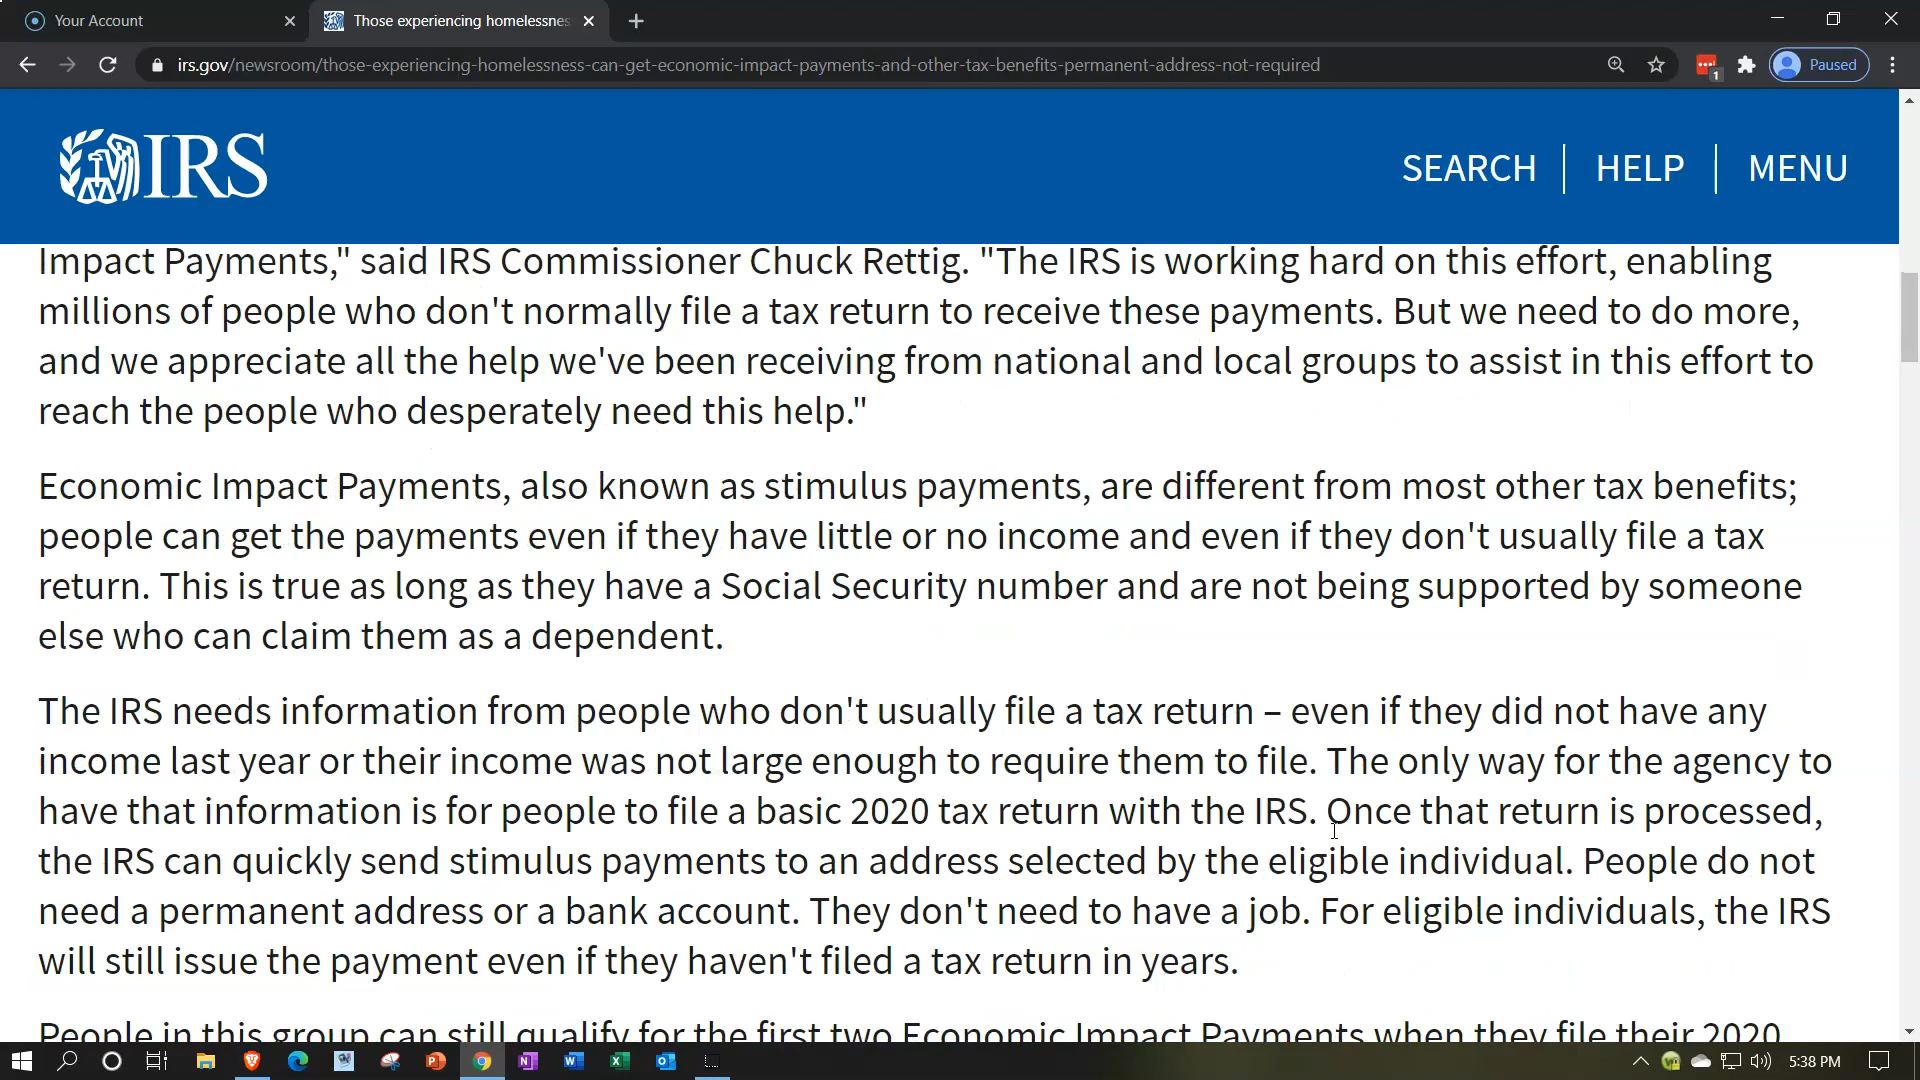 Your Account
Those experiencing homelessnes
irs.gov/newsroom/those-experiencing-homelessness-can-get-economic-impact-payments-and-other-tax-benefits-permanent-address-not-required
1
Paused
IRS
SEARCH
HELP
MENU
Impact Payments," said IRS Commissioner Chuck Rettig. "The IRS is working hard on this effort, enabling
millions of people who don't normally file a tax return to receive these payments. But we need to do more,
and we appreciate all the help we've been receiving from national and local groups to assist in this effort to
reach the people who desperately need this help."
Economic Impact Payments, also known as stimulus payments, are different from most other tax benefits;
people can get the payments even if they have little or no income and even if they don't usually file a tax
return. This is true as long as they have a Social Security number and are not being supported by someone
else who can claim them as a dependent.
The IRS needs information from people who don't usually file a tax return – even if they did not have any
income last year or their income was not large enough to require them to file. The only way for the agency to
have that information is for people to file a basic 2020 tax return with the IRS. Once that return is processed,
the IRS can quickly send stimulus payments to an address selected by the eligible individual. People do not
need a permanent address or a bank account. They don't need to have a job. For eligible individuals, the IRS
will still issue the payment even if they haven't filed a tax return in years.
People in this group can still qualify for the first two Economic Impact Payments when they file their 2020
5:38 PM